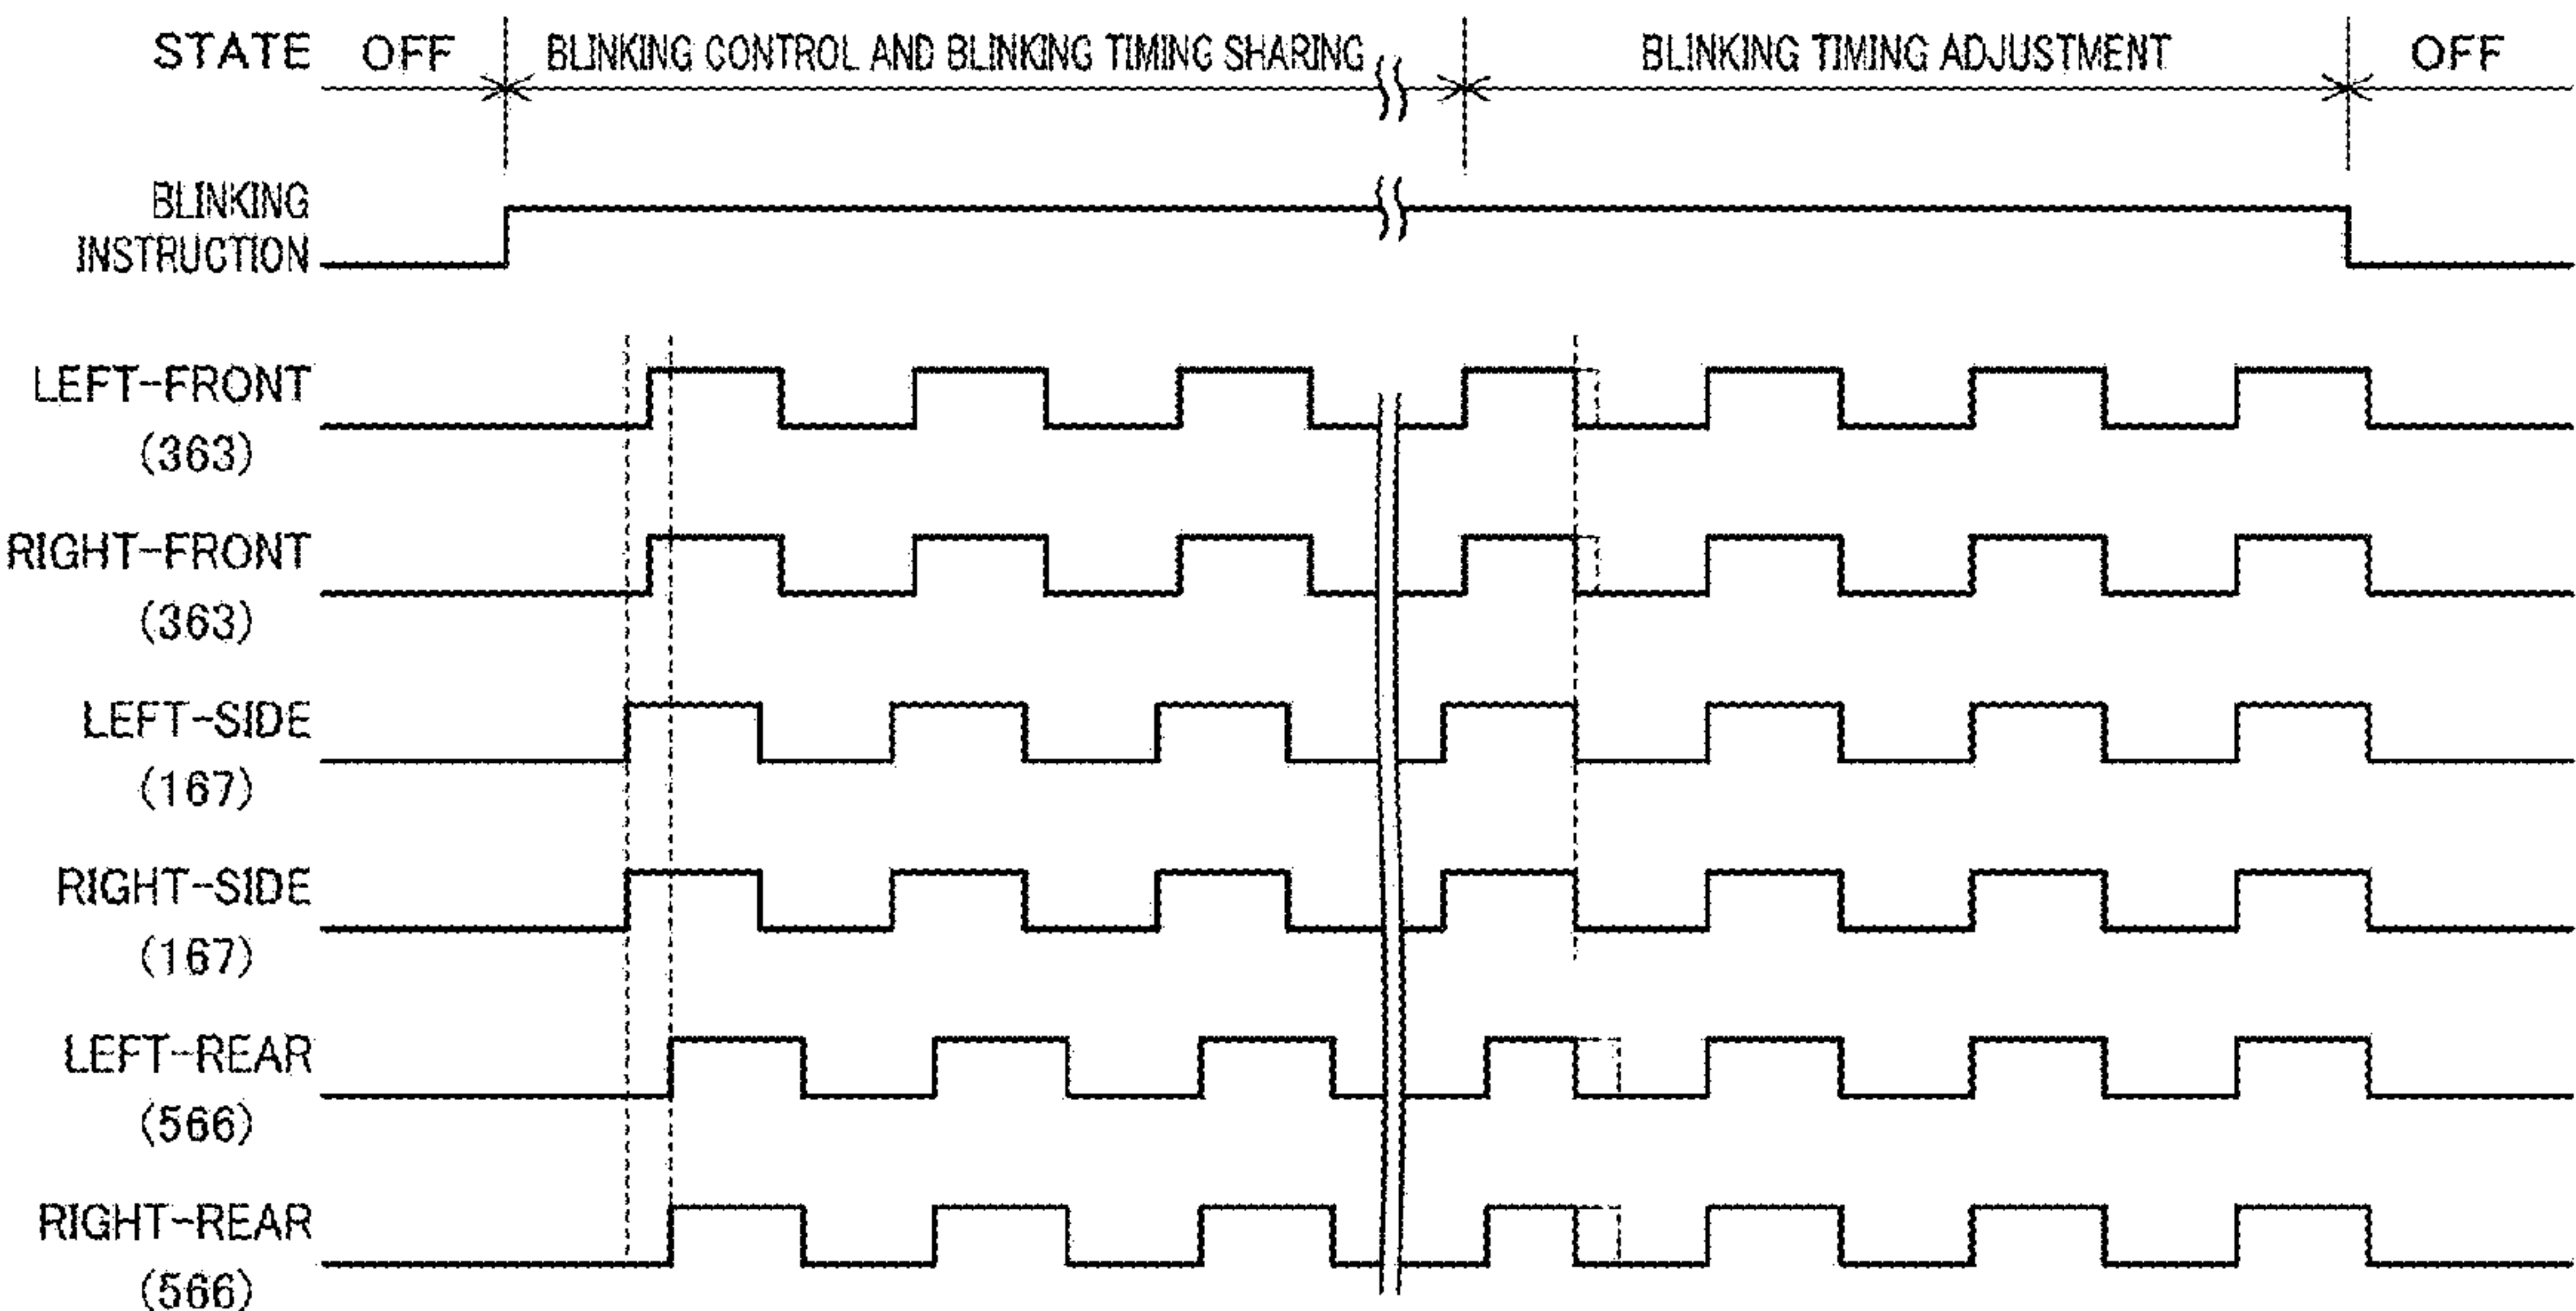 STATE OFF BLINKING CONTROL AND BLINKING TIMING SHARING BLINKING TIMING ADJUSTMENT OFF
BLINKING
INSTRUCTION
LEFT-FRONT
(363)
RIGHT-FRONT
(363)
LEFT-SIDE
(167)
RIGHT-SIDE
(167)
LEFT-REAR
(566)
RIGHT-REAR
(566)